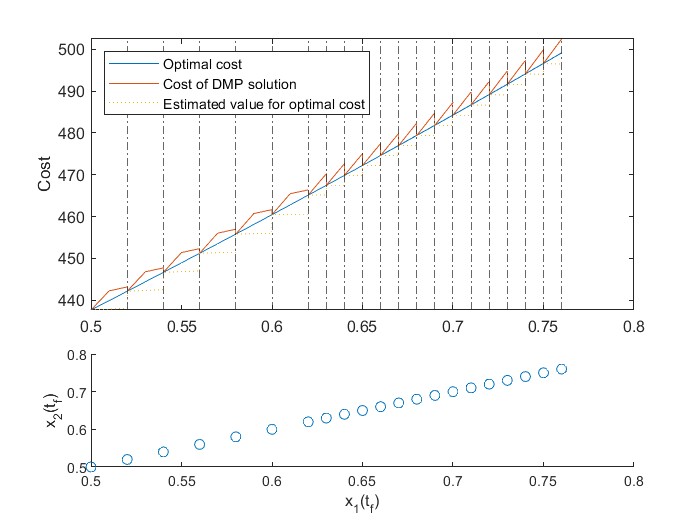 500
490
480
470
460
450
440
Cost
Optimal cost
Cost of DMP solution
Estimated value for optimal cost
0.5 0.55 0.6 0.65 0.7 0.75 0.8
0.8
0.7
0.6
0.5
x2(tf)
0.5 0.55 0.6 0.65 0.7 0.75 0.8
x1(tf)